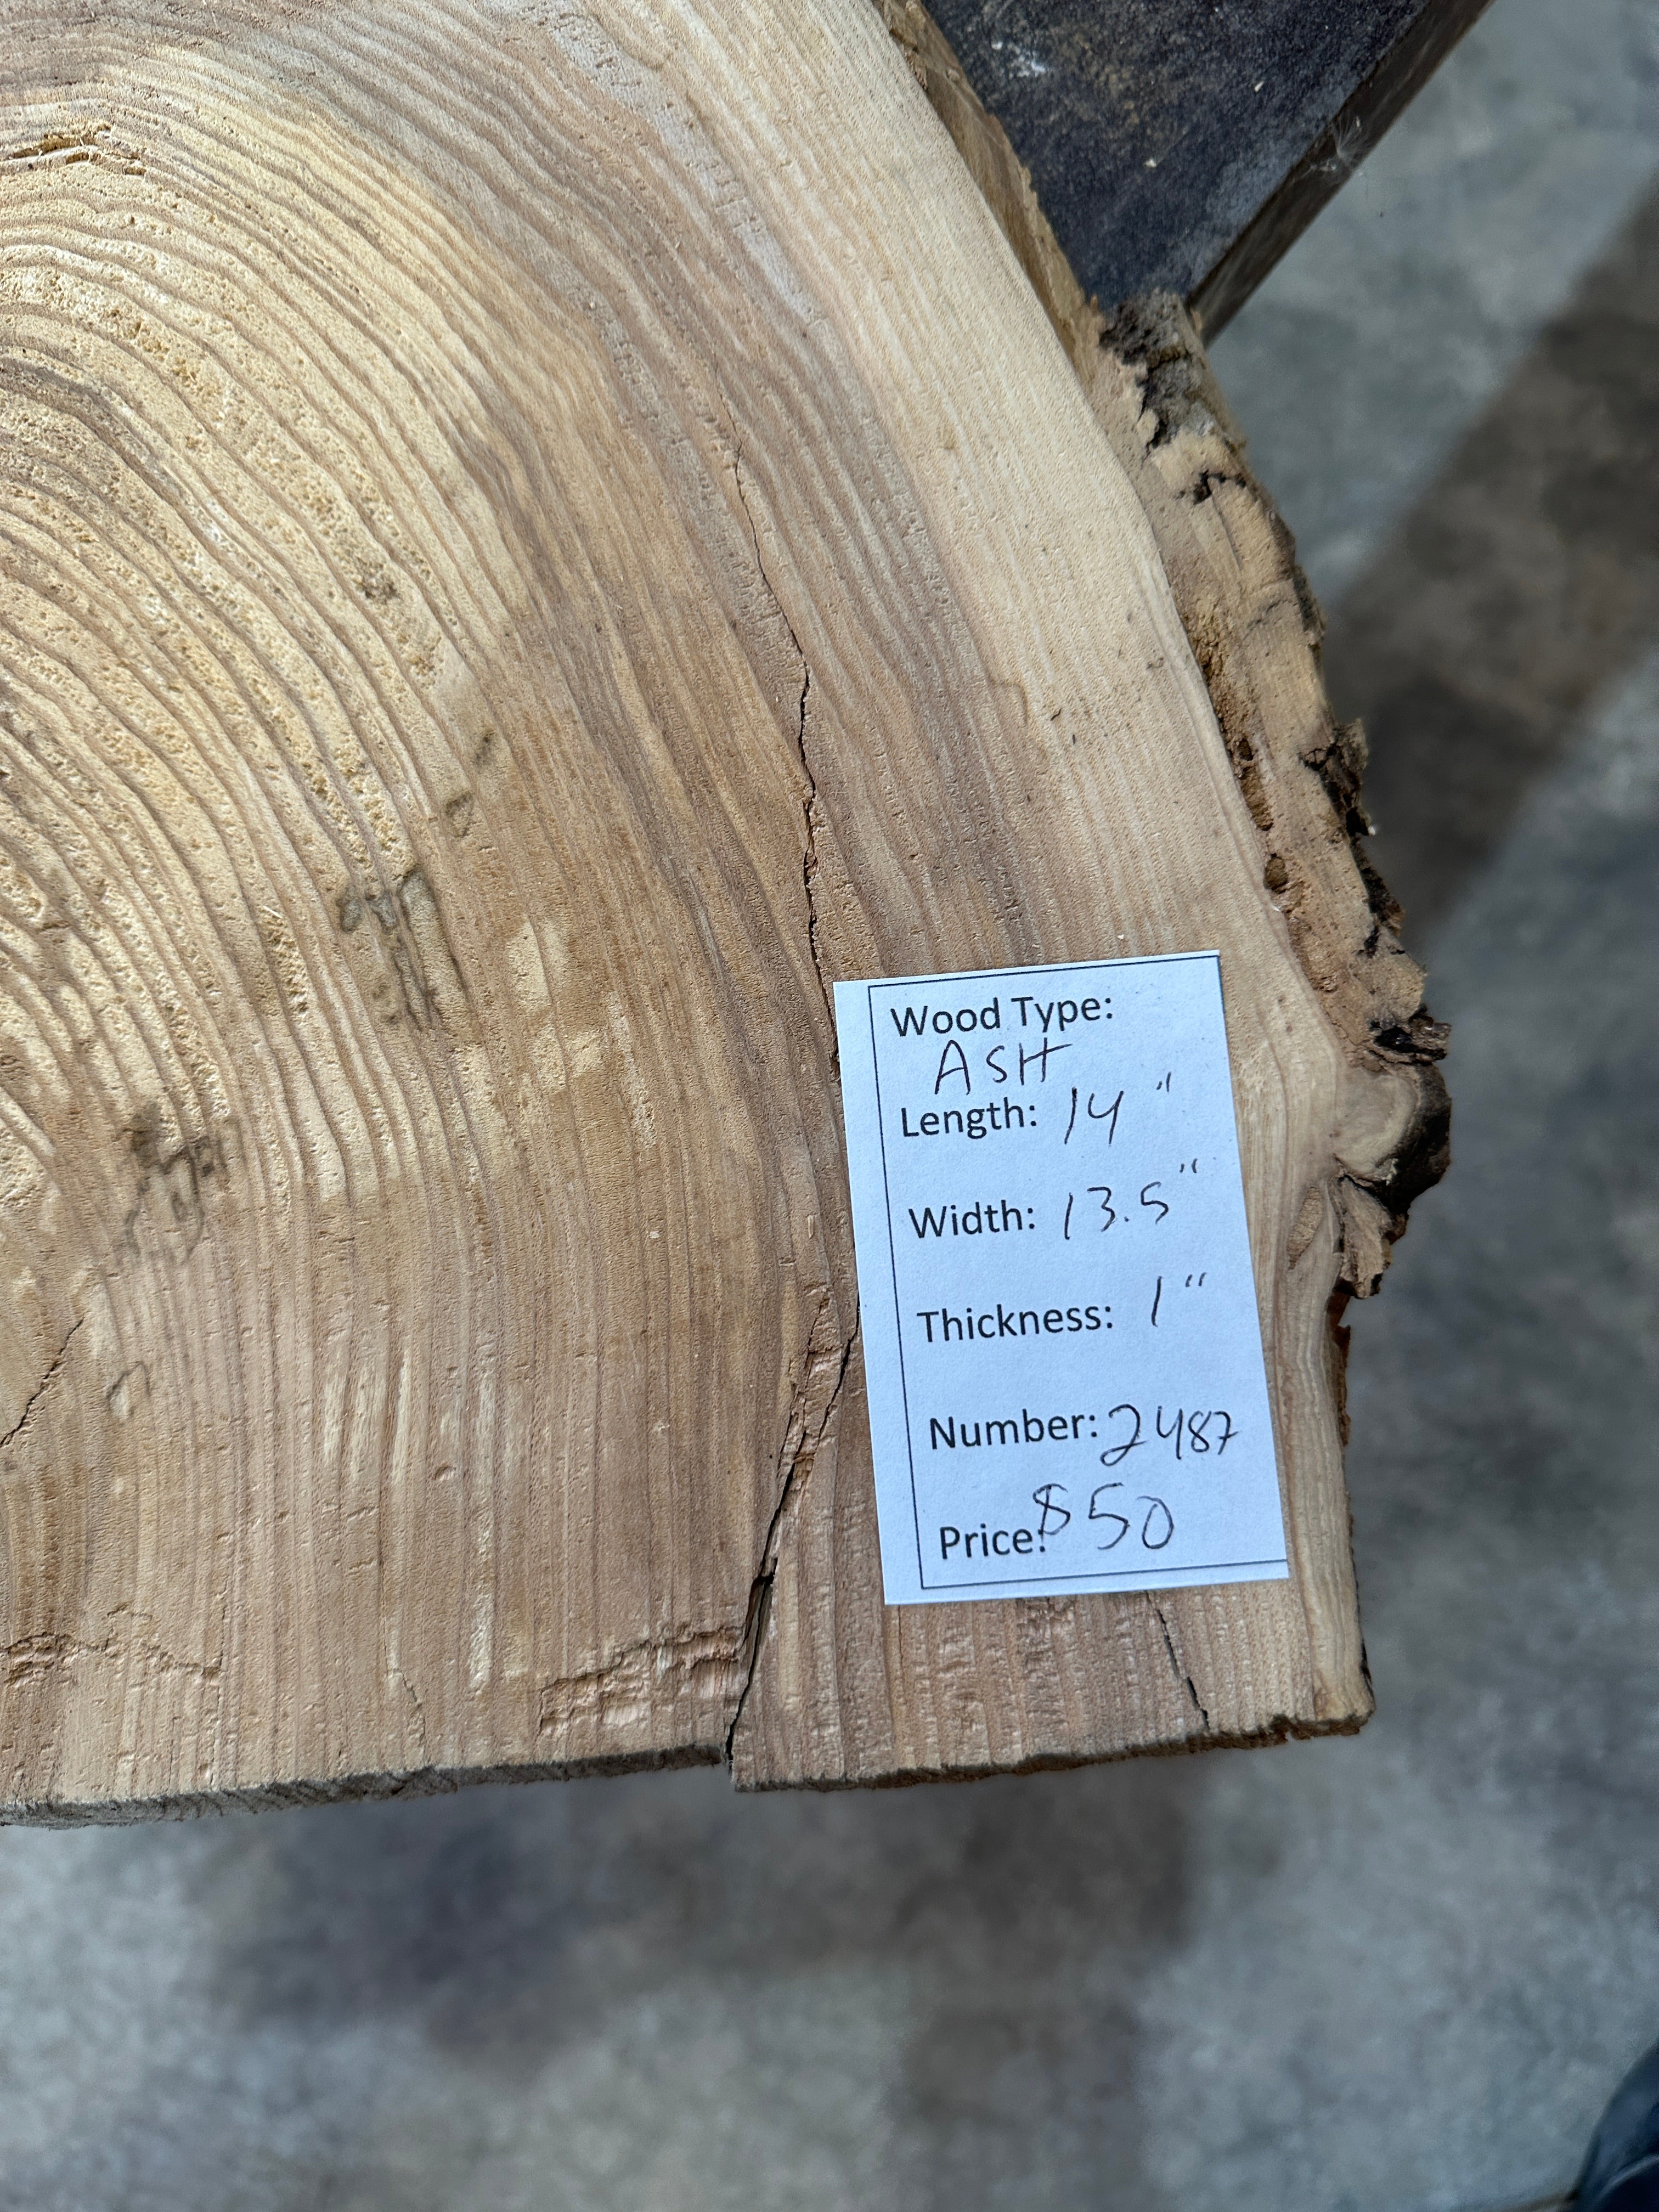 Wood Type:
ASH
Length: 14"
Width: 13.5"
Thickness: 1"
Number: 2487
Price: $50